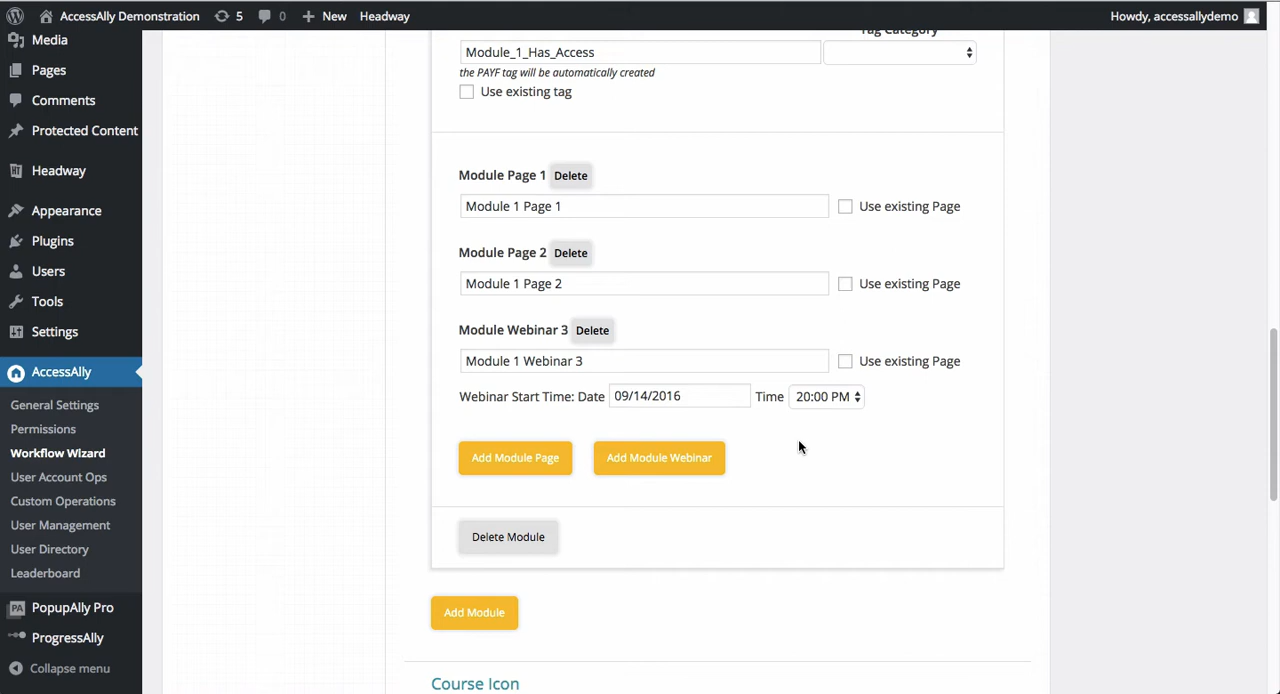 AccessAlly Demonstration 5 0 New Headway Howdy, accessallydemo
Media
Pages
Comments
Protected Content
Headway
Appearance
Plugins
Users
Tools
Settings
AccessAlly
General Settings
Permissions
Workflow Wizard
User Account Ops
Custom Operations
User Management
User Directory
Leaderboard
PA PopupAlly Pro
ProgressAlly
Collapse menu
Tag Category
Module_1_Has_Access
the PAYF tag will be automatically created
Use existing tag
Module Page 1 Delete
Module 1 Page 1 Use existing Page
Module Page 2 Delete
Module 1 Page 2 Use existing Page
Module Webinar 3 Delete
Module 1 Webinar 3 Use existing Page
Webinar Start Time: Date 09/14/2016 Time 20:00 PM
Add Module Page Add Module Webinar
Delete Module
Add Module
Course Icon